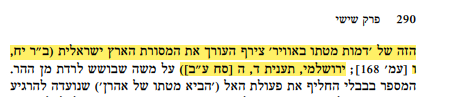 290 פרק שישי
הזה של 'דמות מטתו באוויר' צירף העורך את המסורת הארץ ישראלית (ב"ר יח,
ו [עמ' 168]; ירושלמי, תענית ד, ה [סח ע"ב]) על משה שבושש לרדת מן ההר.
המספר בבבלי החליף את פעולת האל ('הביא מטתו של אהרן') שנועדה להרגיע